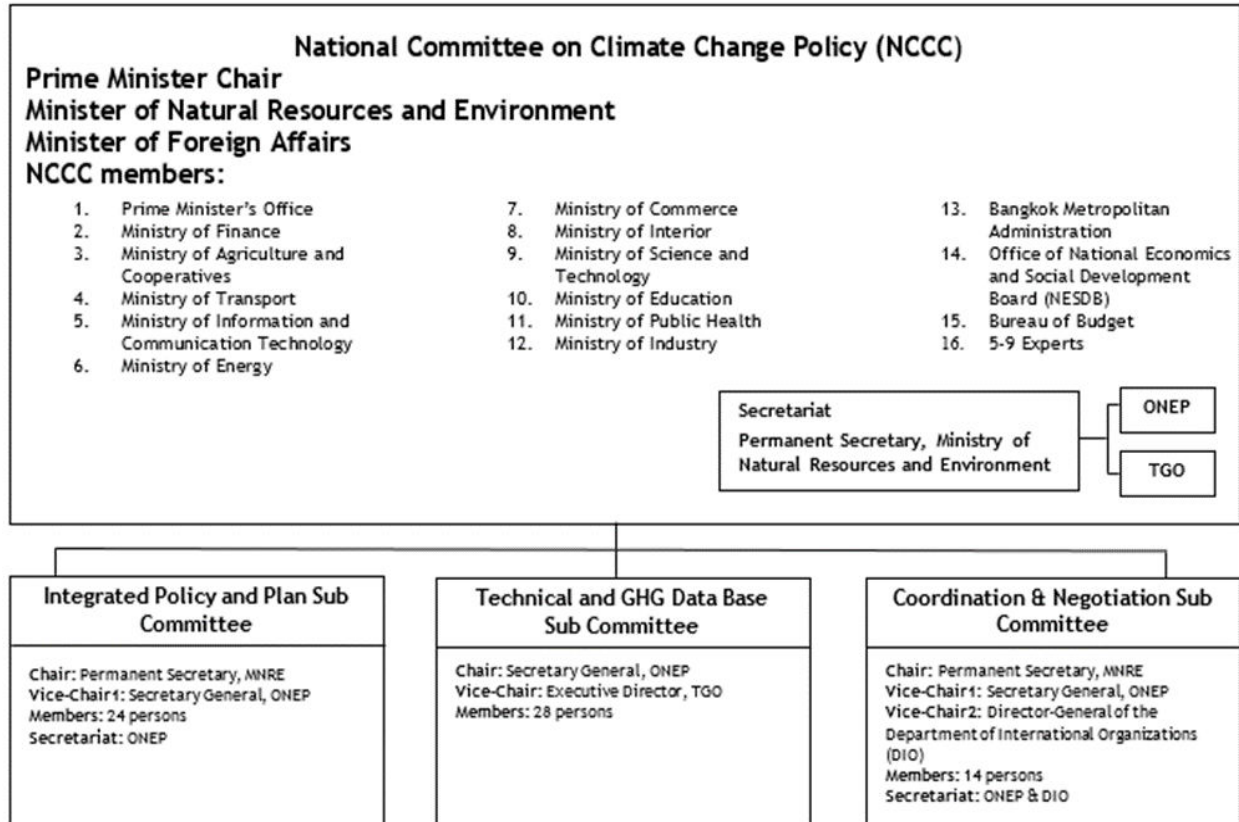 National Committee on Climate Change Policy (NCCC)
Prime Minister Chair
Minister of Natural Resources and Environment
Minister of Foreign Affairs
NCCC members:
1. Prime Minister's Office
2. Ministry of Finance
3. Ministry of Agriculture and
Cooperatives
4. Ministry of Transport
5. Ministry of Information and
Communication Technology
6. Ministry of Energy
7. Ministry of Commerce
8. Ministry of Interior
9. Ministry of Science and
Technology
10. Ministry of Education
11. Ministry of Public Health
12. Ministry of Industry
13. Bangkok Metropolitan
Administration
14. Office of National Economics
and Social Development
Board (NESDB)
15. Bureau of Budget
16. 5-9 Experts
Secretariat
Permanent Secretary, Ministry of
Natural Resources and Environment
ONEP
TGO
Integrated Policy and Plan Sub
Committee
Chair: Permanent Secretary, MNRE
Vice-Chair1: Secretary General, ONEP
Members: 24 persons
Secretariat: ONEP
Technical and GHG Data Base
Sub Committee
Chair: Secretary General, ONEP
Vice-Chair: Executive Director, TGO
Members: 28 persons
Coordination & Negotiation Sub
Committee
Chair: Permanent Secretary, MNRE
Vice-Chair1: Secretary General, ONEP
Vice-Chair2: Director-General of the
Department of International Organizations
(DIO)
Members: 14 persons
Secretariat: ONEP & DIO